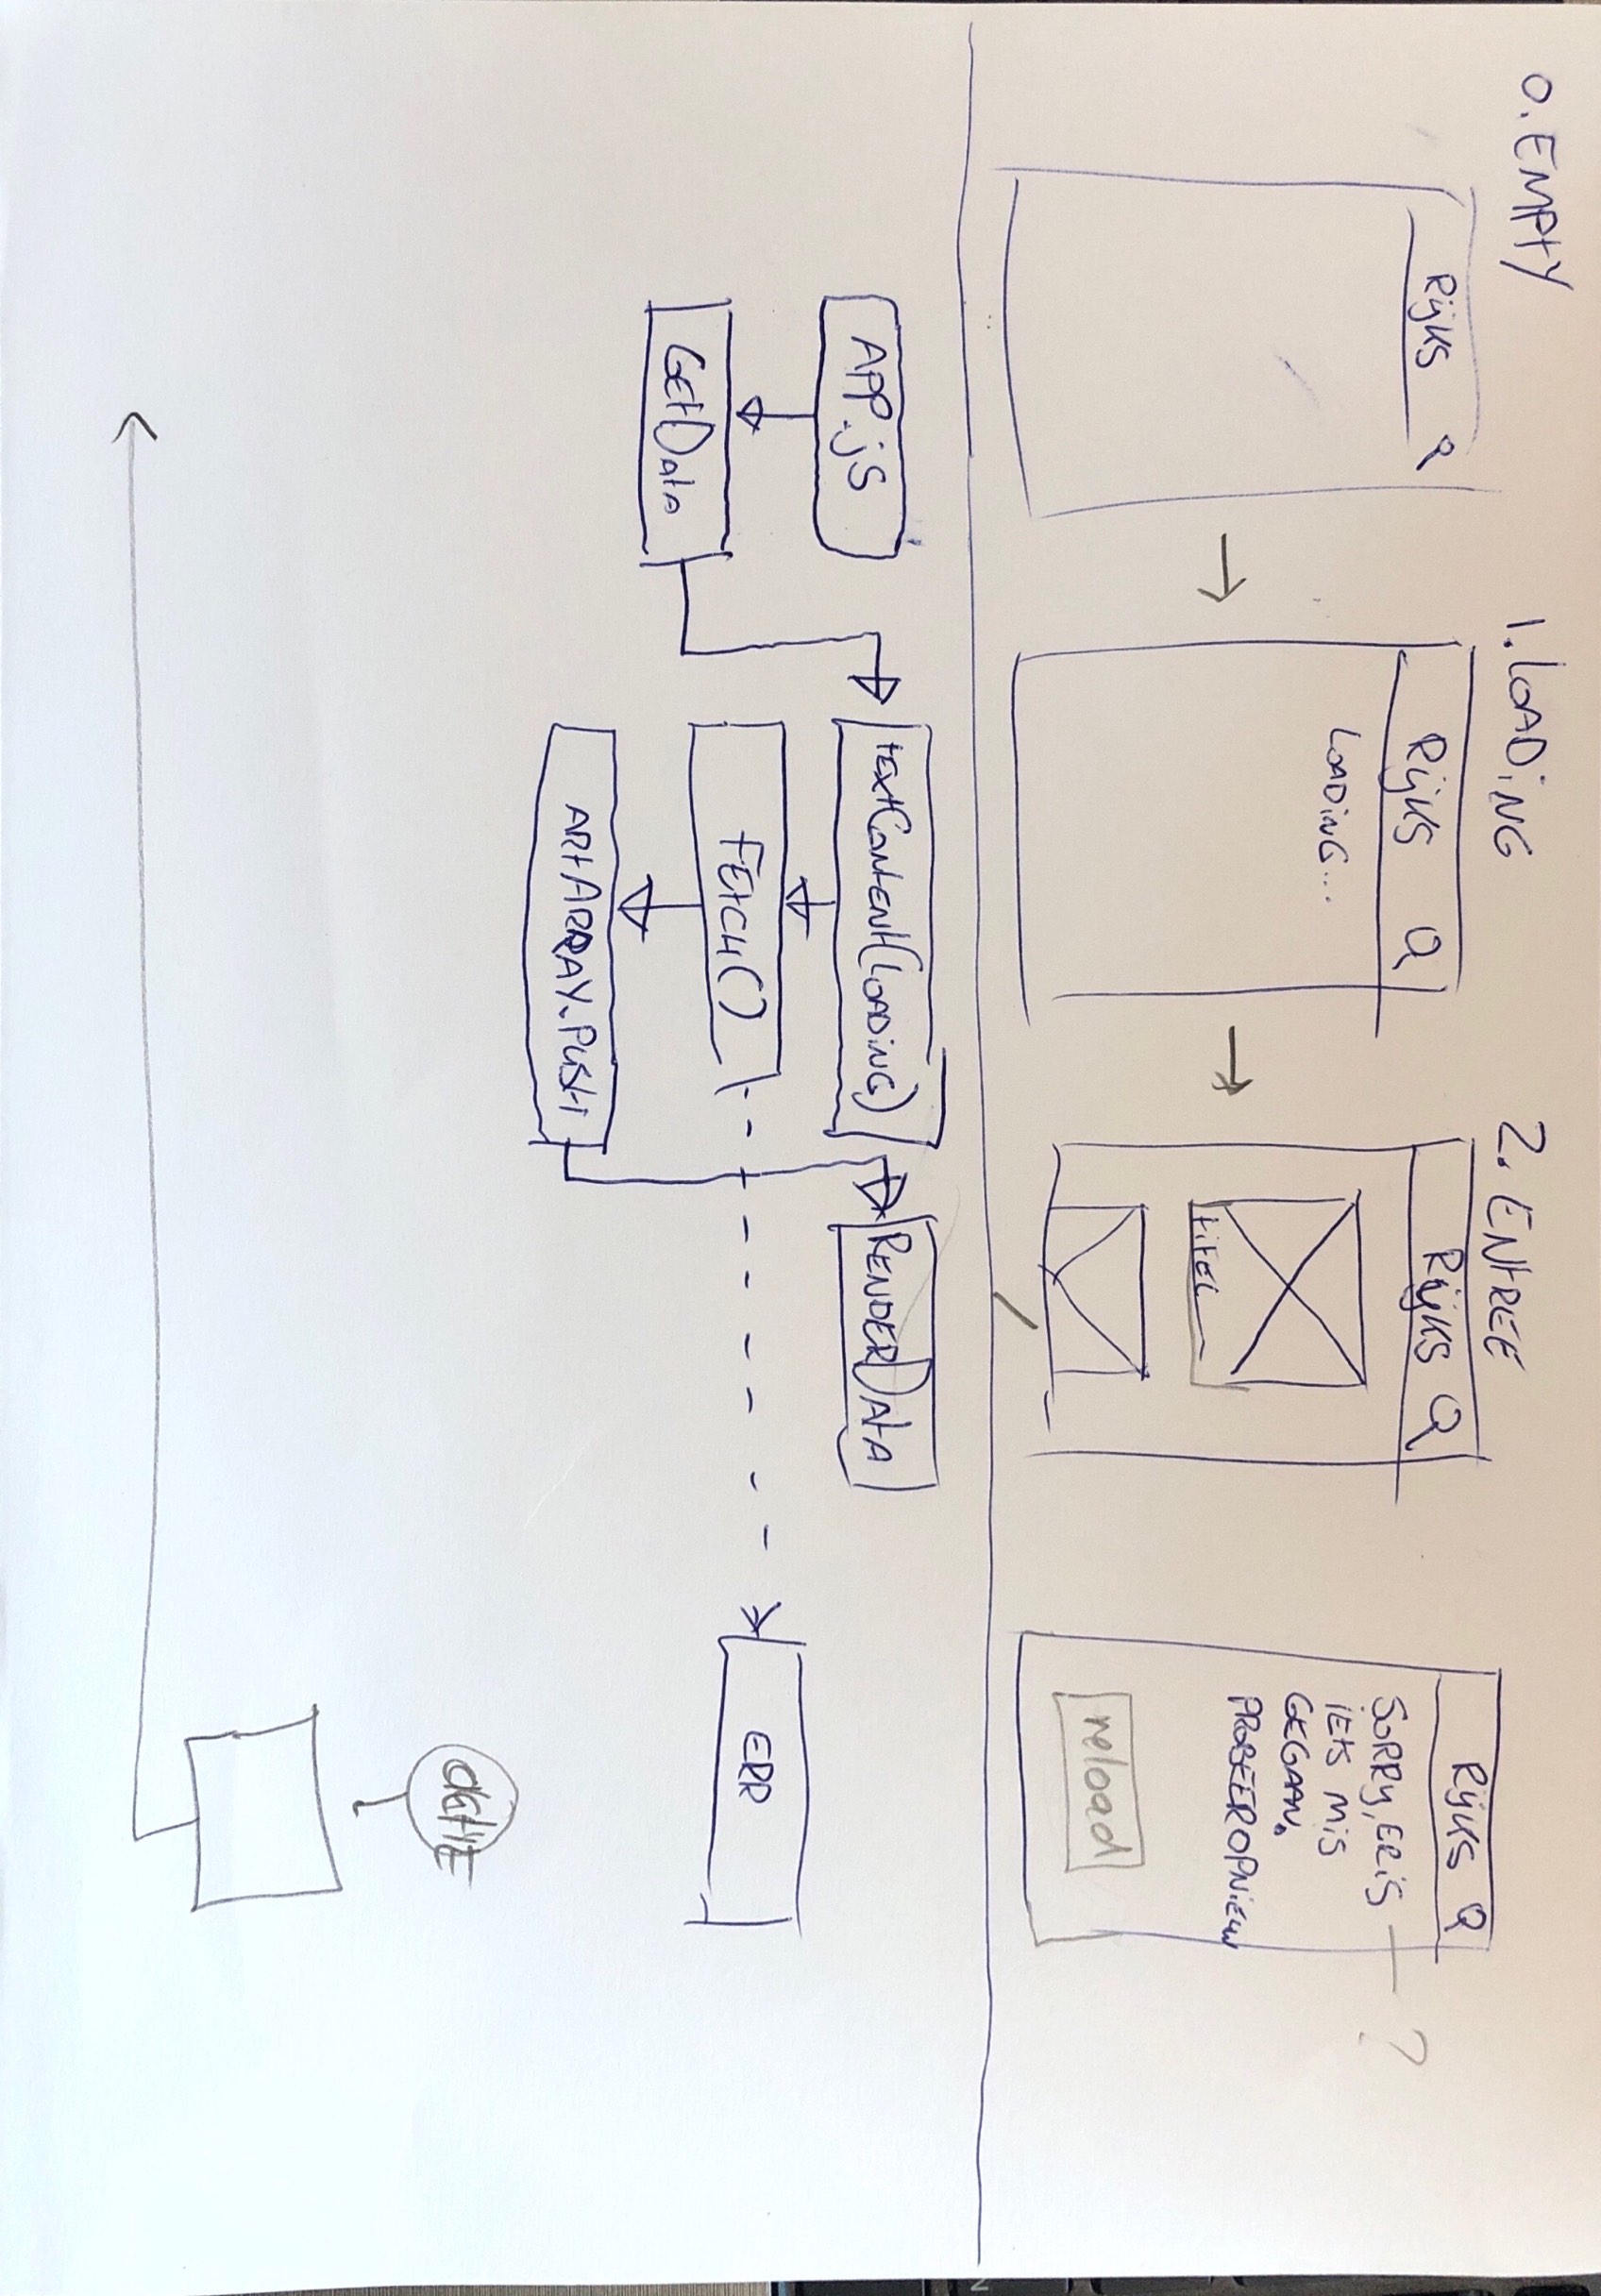 0. EMPTY
Rijks
1. LOADING
Rijks
LOADING...
2. ENTREE
Rijks
titel
Rijks
SORRY, ER IS
IETS MIS
GEGAAN.
PROBEER OPNIEUW
reload
?
APP.js
GETData
textContent(LOADING)
FETCH()
ARTARRAY.PUSH
RENDERDATA
ERR